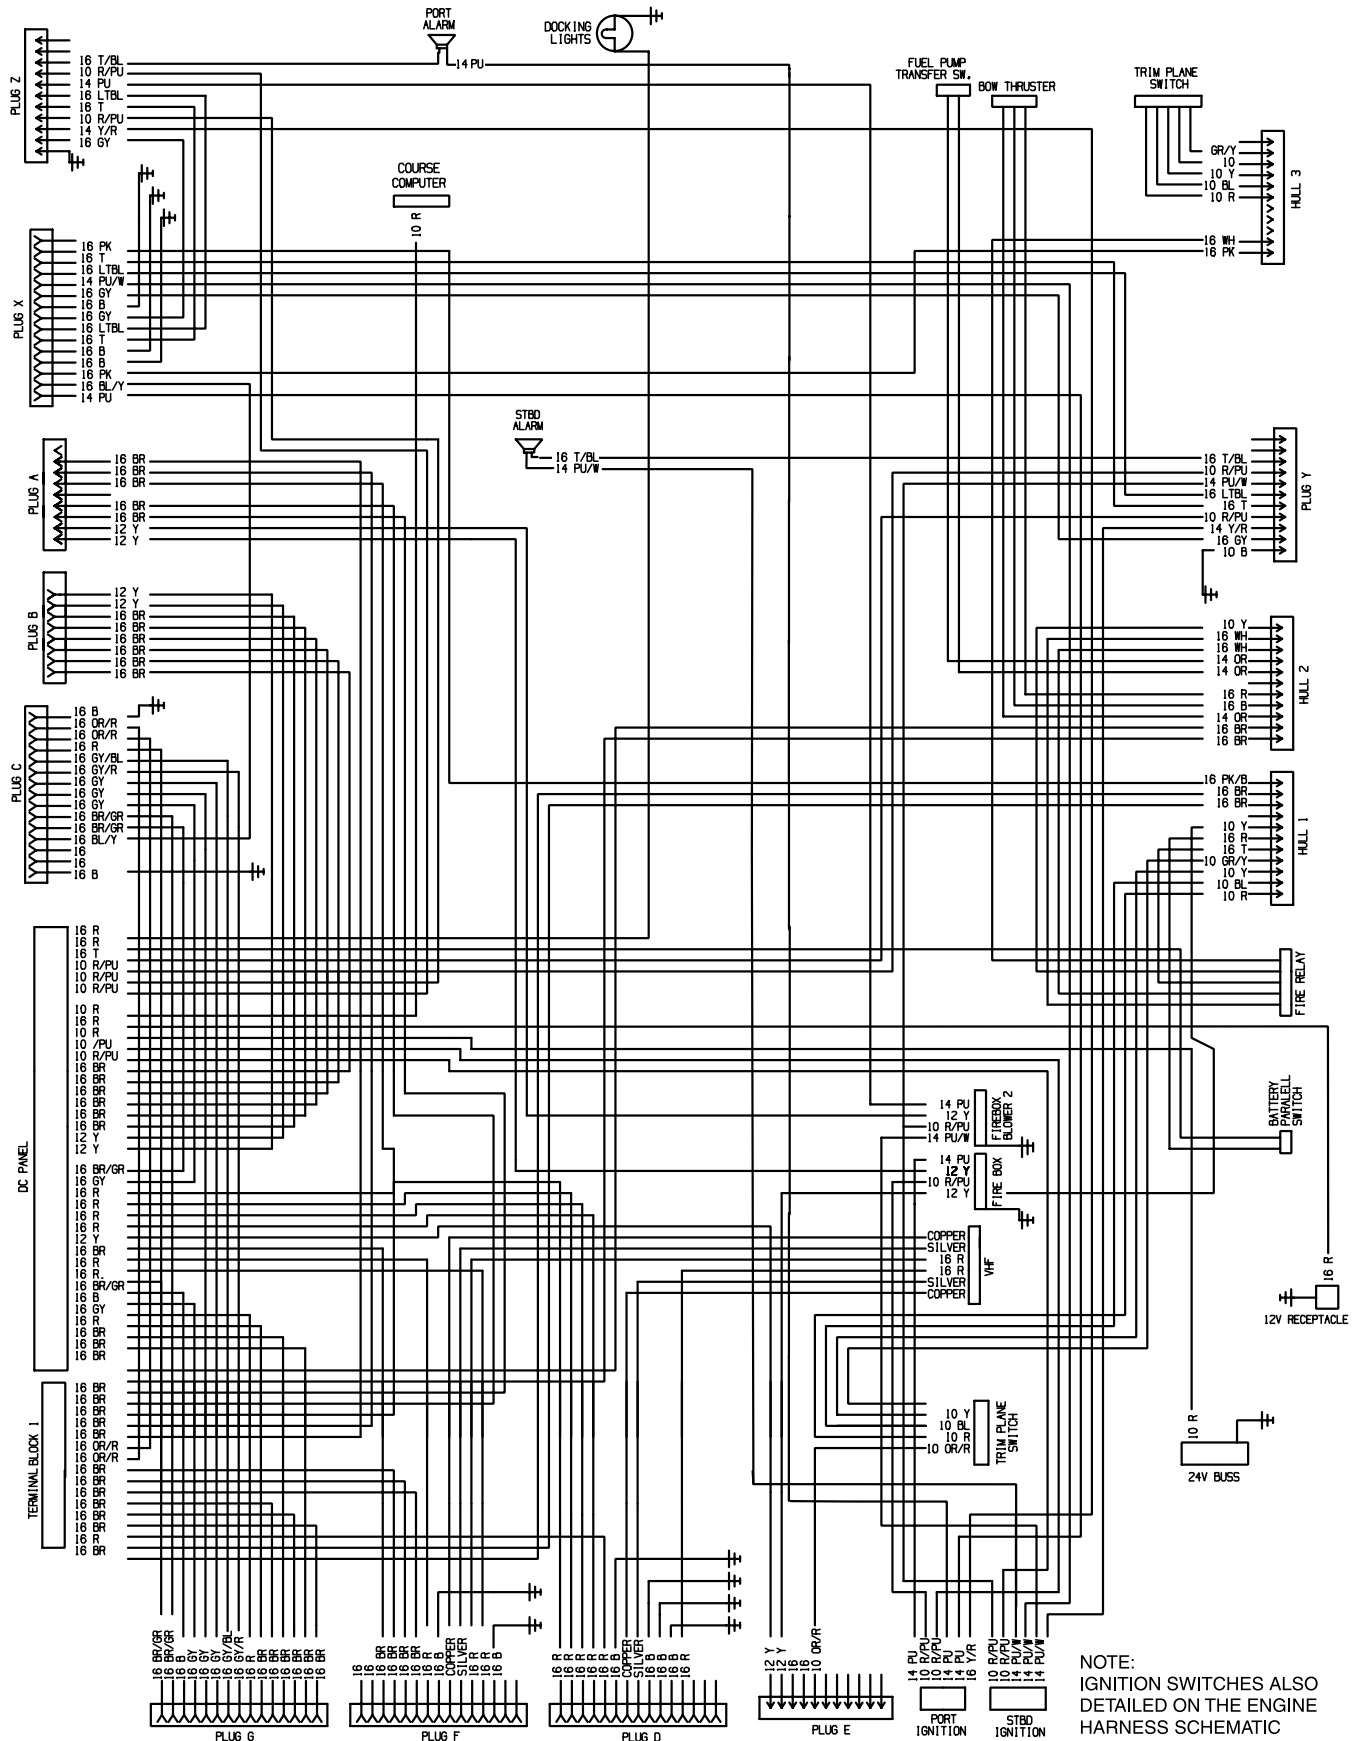 PORT
ALARM
DOCKING
LIGHTS
FUEL PUMP
TRANSFER SW.
BOW THRUSTER
TRIM PLANE
SWITCH
14 PU
PLUG Z
16 T/BL
10 R/PU
14 PU
16 LTBL
16 T
10 R/PU
14 Y/R
16 GY
COURSE
COMPUTER
10 R
GR/Y
10
10 Y
10 BL
10 R
16 WH
16 PK
HULL 3
PLUG X
16 PK
16 T
16 LTBL
14 PU/W
16 GY
16 B
16 GY
16 LTBL
16 T
16 B
16 B
16 PK
16 BL/Y
14 PU
STBD
ALARM
16 T/BL
14 PU/W
PLUG A
16 BR
16 BR
16 BR
16 BR
16 BR
12 Y
12 Y
16 T/BL
10 R/PU
14 PU/W
16 LTBL
16 T
10 R/PU
14 Y/R
16 GY
10 B
PLUG Y
PLUG B
12 Y
12 Y
16 BR
16 BR
16 BR
16 BR
16 BR
16 BR
10 Y
16 WH
16 WH
14 OR
14 OR
16 R
16 B
14 OR
16 BR
16 BR
HULL 2
PLUG C
16 B
16 OR/R
16 OR/R
16 R
16 GY/BL
16 GY/R
16 GY
16 GY
16 GY
16 BR/GR
16 BR/GR
16 BL/Y
16
16
16 B
16 PK/B
16 BR
16 BR
10 Y
16 R
16 T
10 GR/Y
10 Y
10 BL
10 R
HULL 1
DC PANEL
16 R
16 R
16 T
10 R/PU
10 R/PU
10 R/PU
10 R
16 R
10 R
10 /PU
10 R/PU
16 BR
16 BR
16 BR
16 BR
16 BR
16 BR
12 Y
12 Y
16 BR/GR
16 GY
16 R
16 R
16 R
16 R
12 Y
16 BR
16 R
16 R.
16 BR/GR
16 B
16 GY
16 R
16 BR
16 BR
16 BR
FIRE RELAY
BATTERY
PARALELL
SWITCH
14 PU
12 Y
10 R/PU
14 PU/W
FIREBOX
BLOWER 2
14 PU
12 Y
10 R/PU
12 Y
FIRE BOX
COPPER
SILVER
16 R
16 R
SILVER
COPPER
VHF
16 R
12V RECEPTACLE
TERMINAL BLOCK 1
16 BR
16 BR
16 BR
16 BR
16 BR
16 OR/R
16 OR/R
16 BR
16 BR
16 BR
16 BR
16 BR
16 BR
16 R
16 BR
10 Y
10 BL
10 R
10 OR/R
TRIM PLANE
SWITCH
10 R
24V BUSS
16 BR/GR
16 BR/GR
16 B
16 GY
16 GY
16 GY
16 GY/BL
16 GY/R
16 R
16 BR
16 BR
16 BR
16 BR
16 BR
16 BR
PLUG G
16
16
16 BR
16 BR
16 BR
16 BR
16 R
16 B
COPPER
SILVER
16 R
16 R
16 B
PLUG F
16 R
16 R
16 R
16 R
16 R
16 B
COPPER
SILVER
16 B
16 B
16 B
16 R
PLUG D
12 Y
12 Y
16
16
10 OR/R
PLUG E
14 PU
10 R/PU
10 R/PU
14 PU
14 PU
16 Y/R
PORT
IGNITION
10 R/PU
10 R/PU
14 PU/W
14 PU/W
14 PU/W
STBD
IGNITION
NOTE:
IGNITION SWITCHES ALSO
DETAILED ON THE ENGINE
HARNESS SCHEMATIC